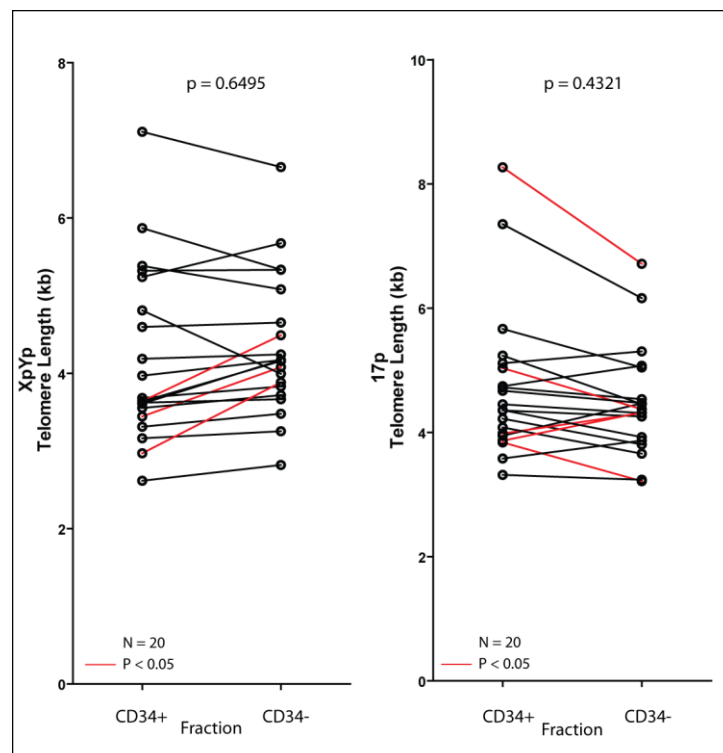 p = 0.6495
XpYp
Telomere Length (kb)
8
6
4
2
0
N = 20
P < 0.05
CD34+
CD34-
Fraction
p = 0.4321
17p
Telomere Length (kb)
10
8
6
4
2
0
N = 20
P < 0.05
CD34+
CD34-
Fraction